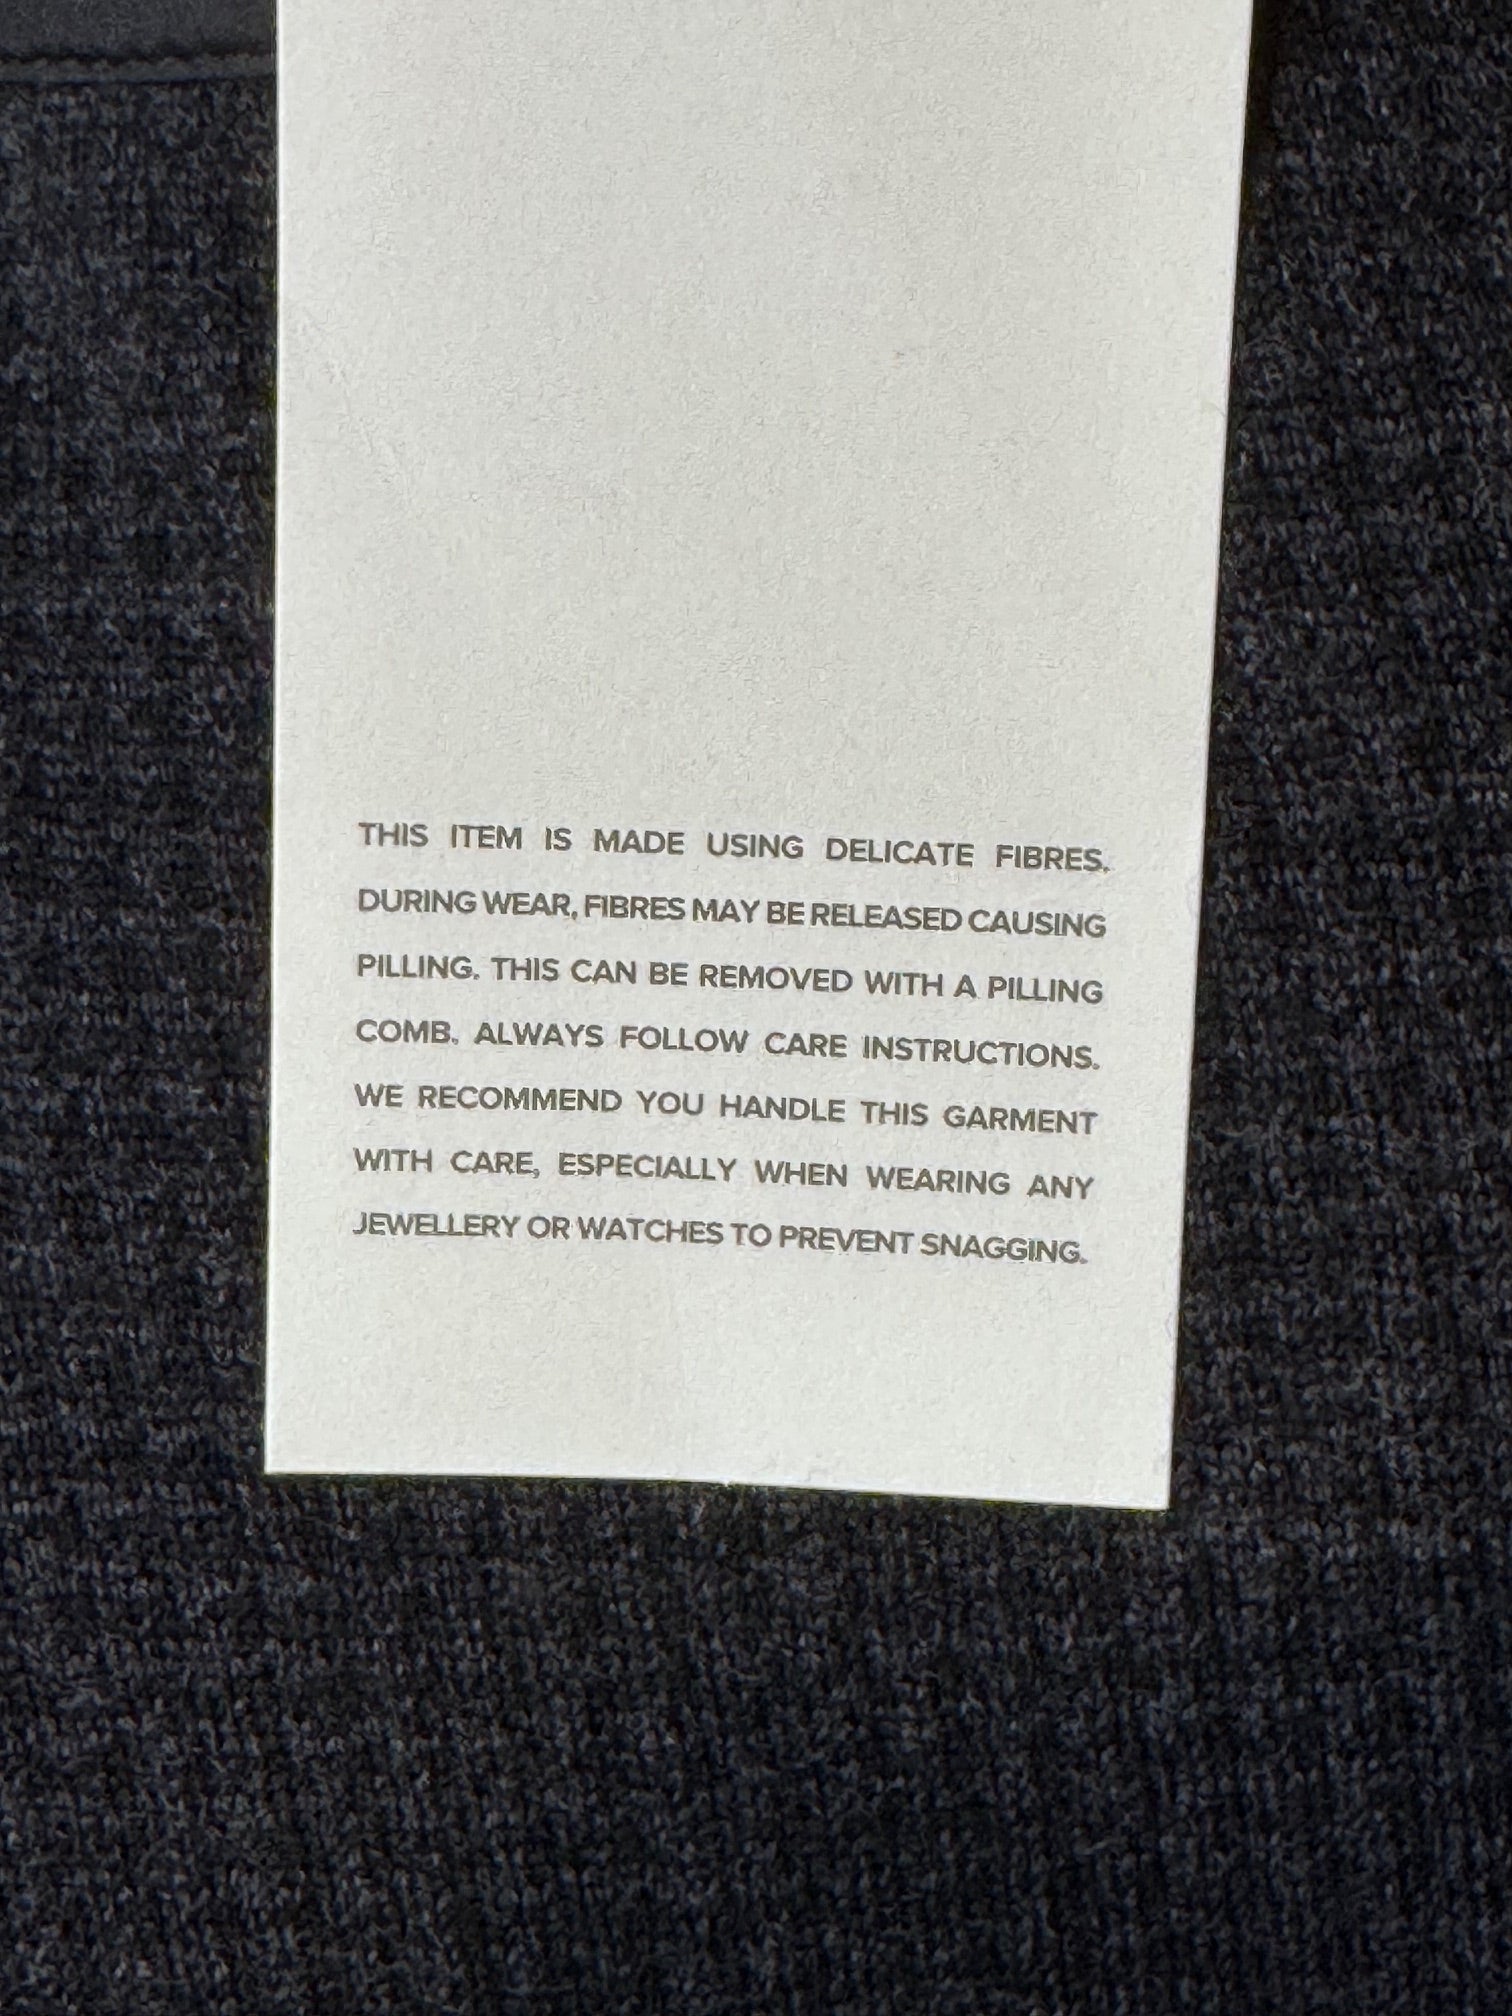 THIS ITEM IS MADE USING DELICATE FIBRES.
DURING WEAR, FIBRES MAY BE RELEASED CAUSING
PILLING. THIS CAN BE REMOVED WITH A PILLING
COMB. ALWAYS FOLLOW CARE INSTRUCTIONS.
WE RECOMMEND YOU HANDLE THIS GARMENT
WITH CARE, ESPECIALLY WHEN WEARING ANY
JEWELLERY OR WATCHES TO PREVENT SNAGGING.